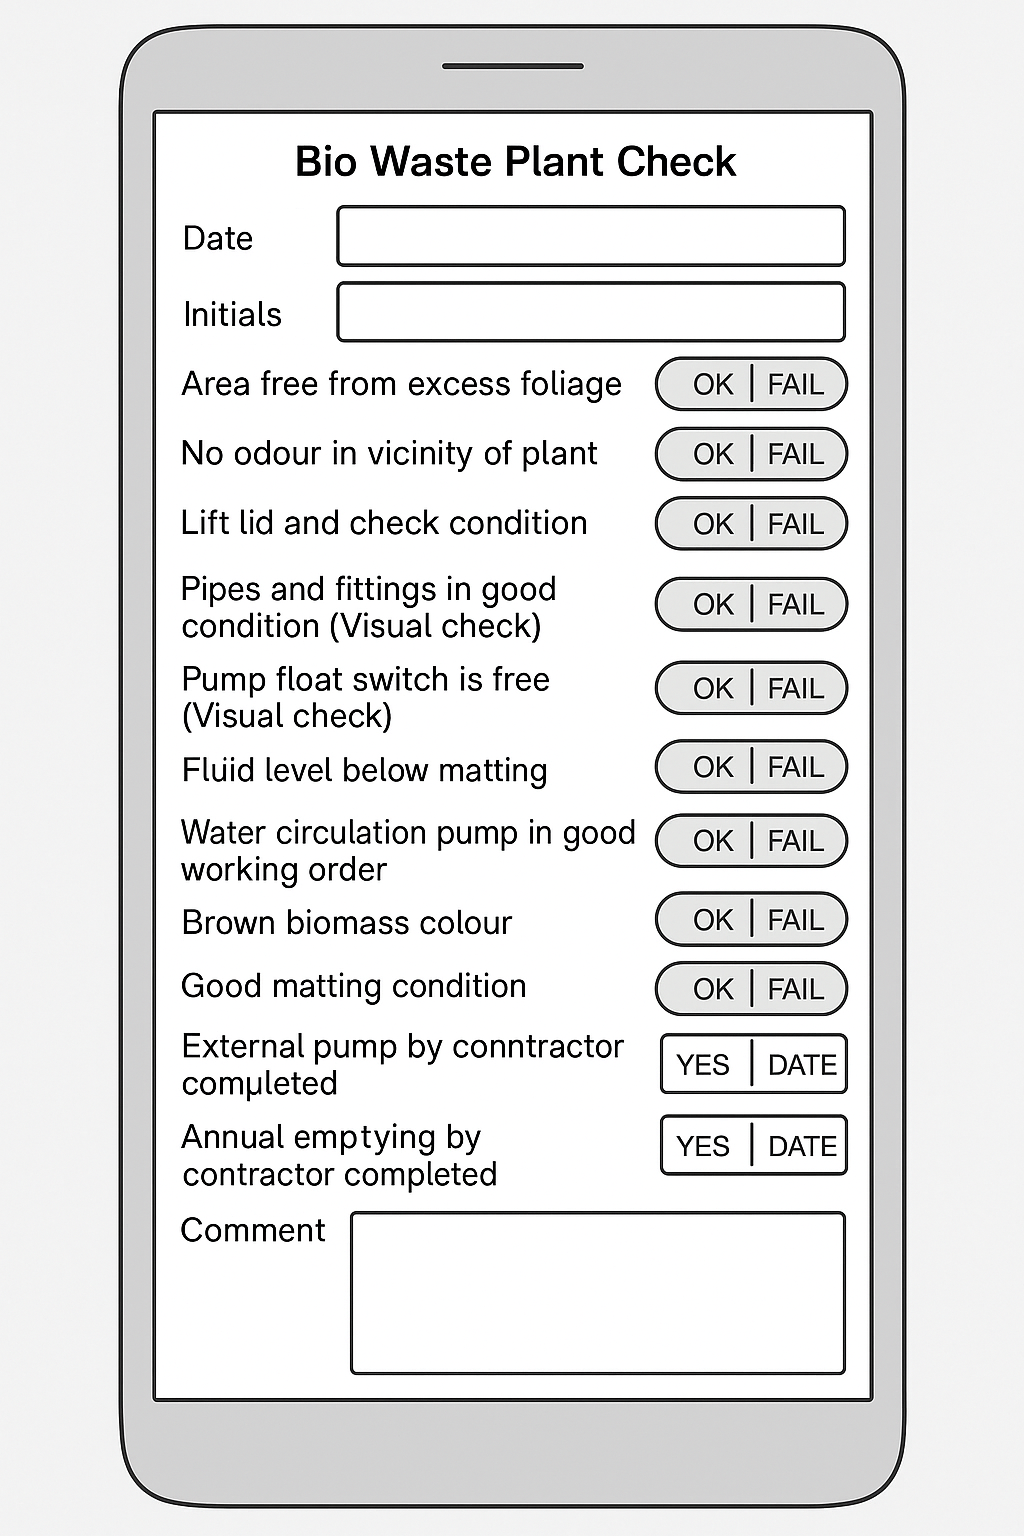 Bio Waste Plant Check
Date
Initials
Area free from excess foliage OK | FAIL
No odour in vicinity of plant OK | FAIL
Lift lid and check condition OK | FAIL
Pipes and fittings in good
condition (Visual check) OK | FAIL
Pump float switch is free
(Visual check) OK | FAIL
Fluid level below matting OK | FAIL
Water circulation pump in good
working order OK | FAIL
Brown biomass colour OK | FAIL
Good matting condition OK | FAIL
External pump by conntractor
comµleted YES | DATE
Annual emptying by
contractor completed YES | DATE
Comment